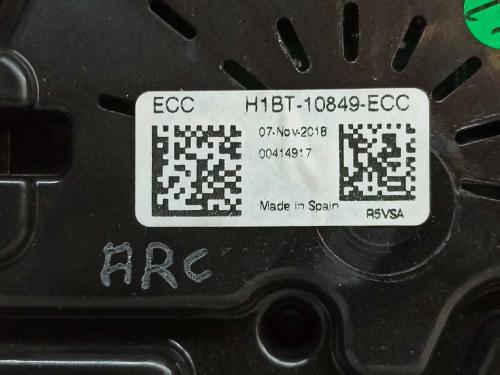 ECC H1BT-10849-ECC
07-Nov-2018
00414917
Made in Spain R5VSA
ARC